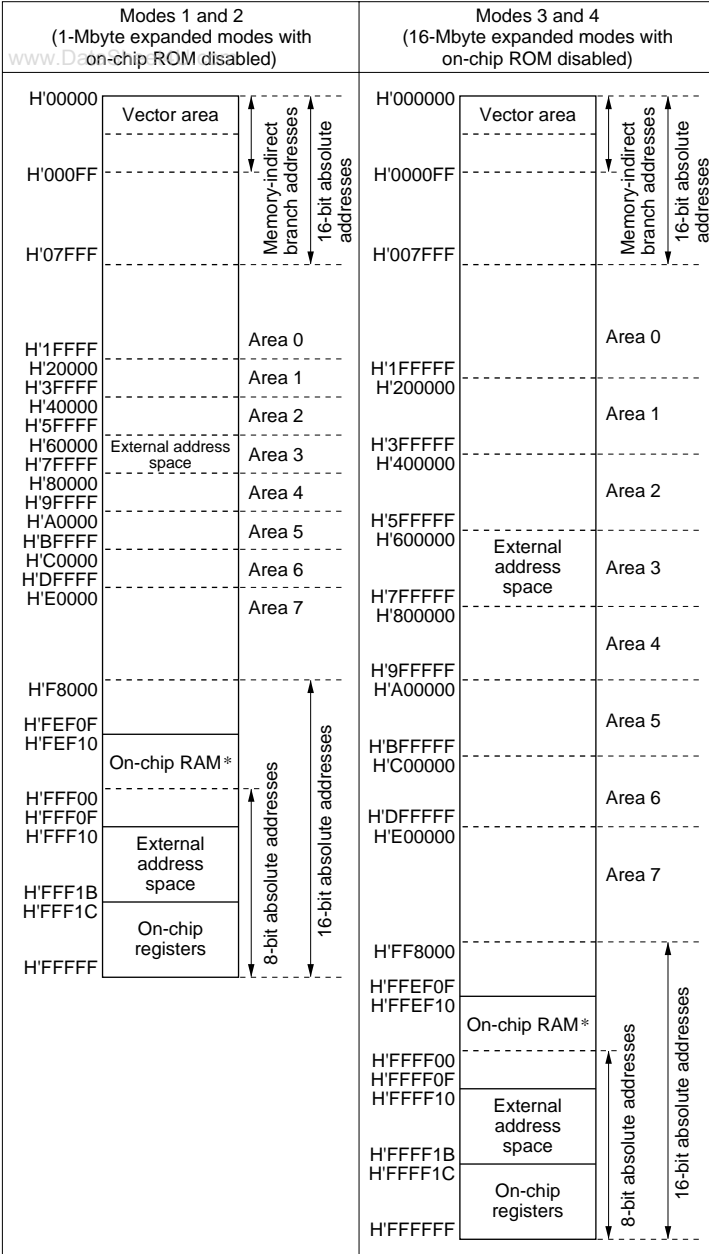 Modes 1 and 2
(1-Mbyte expanded modes with
on-chip ROM disabled)
Modes 3 and 4
(16-Mbyte expanded modes with
on-chip ROM disabled)
H'00000
Vector area
H'000FF
H'07FFF
Memory-indirect
branch addresses
16-bit absolute
addresses
H'1FFFF
Area 0
H'20000
H'3FFFF
Area 1
H'40000
H'5FFFF
Area 2
H'60000
H'7FFFF
External address
space
Area 3
H'80000
H'9FFFF
Area 4
H'A0000
H'BFFFF
Area 5
H'C0000
H'DFFFF
Area 6
H'E0000
Area 7
H'F8000
H'FEF0F
H'FEF10
On-chip RAM*
H'FFF00
H'FFF0F
H'FFF10
External
address
space
H'FFF1B
H'FFF1C
On-chip
registers
H'FFFFF
8-bit absolute addresses
16-bit absolute addresses
H'000000
Vector area
H'0000FF
H'007FFF
Memory-indirect
branch addresses
16-bit absolute
addresses
Area 0
H'1FFFFF
H'200000
Area 1
H'3FFFFF
H'400000
Area 2
H'5FFFFF
H'600000
External
address
space
Area 3
H'7FFFFF
H'800000
Area 4
H'9FFFFF
H'A00000
Area 5
H'BFFFFF
H'C00000
Area 6
H'DFFFFF
H'E00000
Area 7
H'FF8000
H'FFEF0F
H'FFEF10
On-chip RAM*
H'FFFF00
H'FFFF0F
H'FFFF10
External
address
space
H'FFFF1B
H'FFFF1C
On-chip
registers
H'FFFFFF
8-bit absolute addresses
16-bit absolute addresses